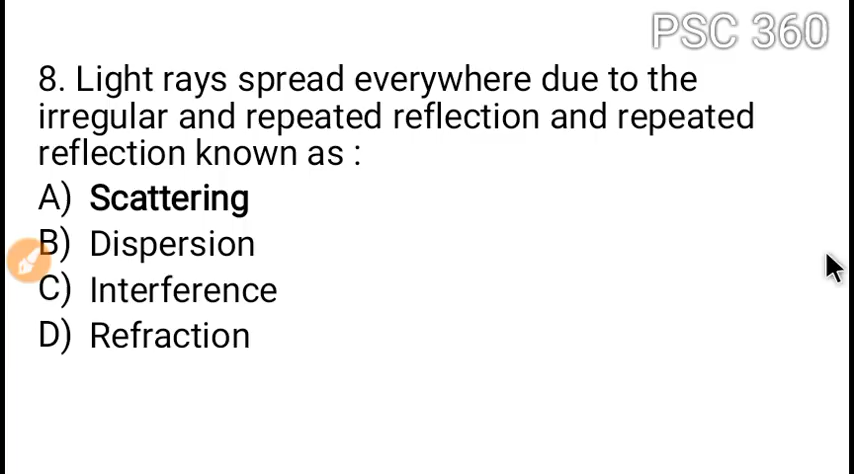 PSC 360
8. Light rays spread everywhere due to the
irregular and repeated reflection and repeated
reflection known as :
A) Scattering
B) Dispersion
C) Interference
D) Refraction